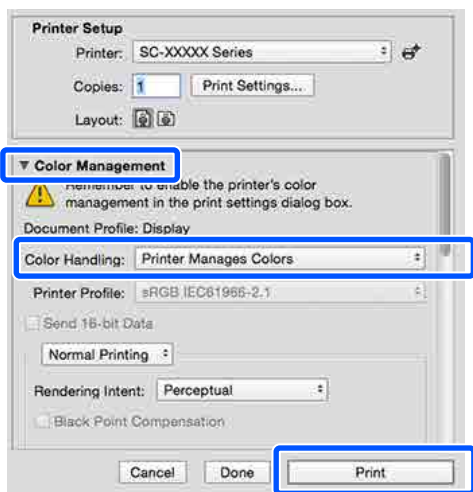 Printer Setup
Printer: SC-XXXXX Series
Copies: 1 Print Settings...
Layout:
▼ Color Management
Remember to enable the printer's color
management in the print settings dialog box.
Document Profile: Display
Color Handling: Printer Manages Colors
Printer Profile: sRGB IEC61966-2.1
Send 16-bit Data
Normal Printing
Rendering Intent: Perceptual
Black Point Compensation
Cancel Done Print